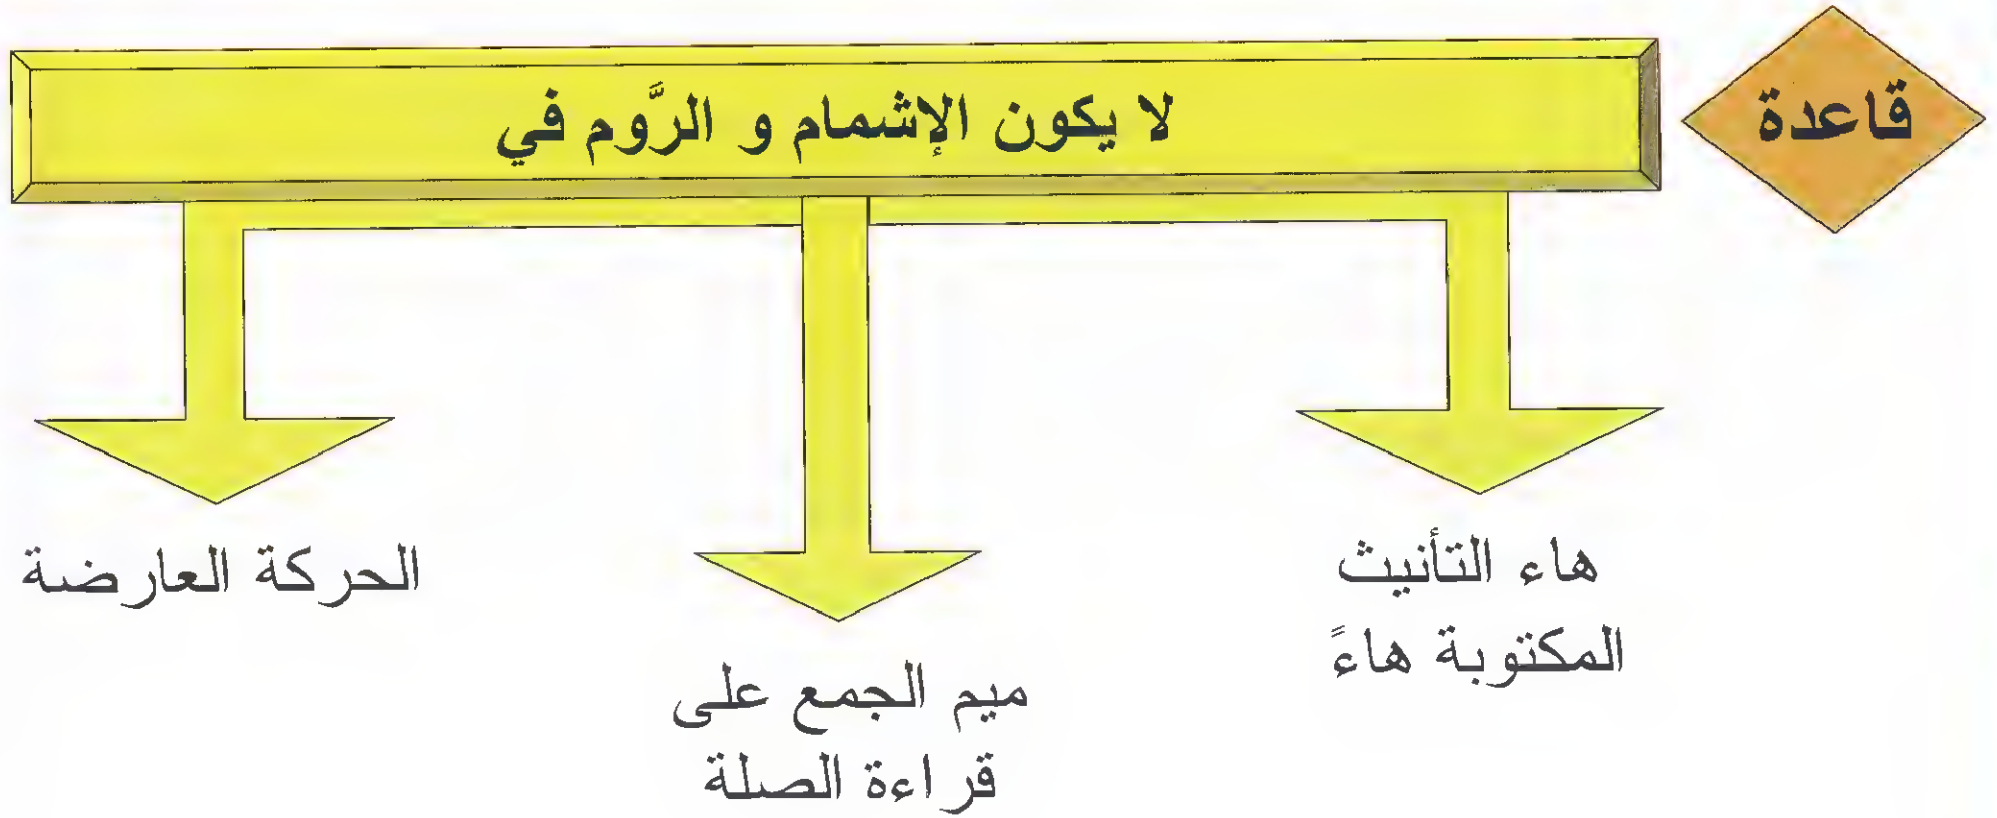 قاعدة
لا يكون الإشمام و الرَّوم في
هاء التأنيث
المكتوبة هاءً
ميم الجمع على
قراءة الصلة
الحركة العارضة